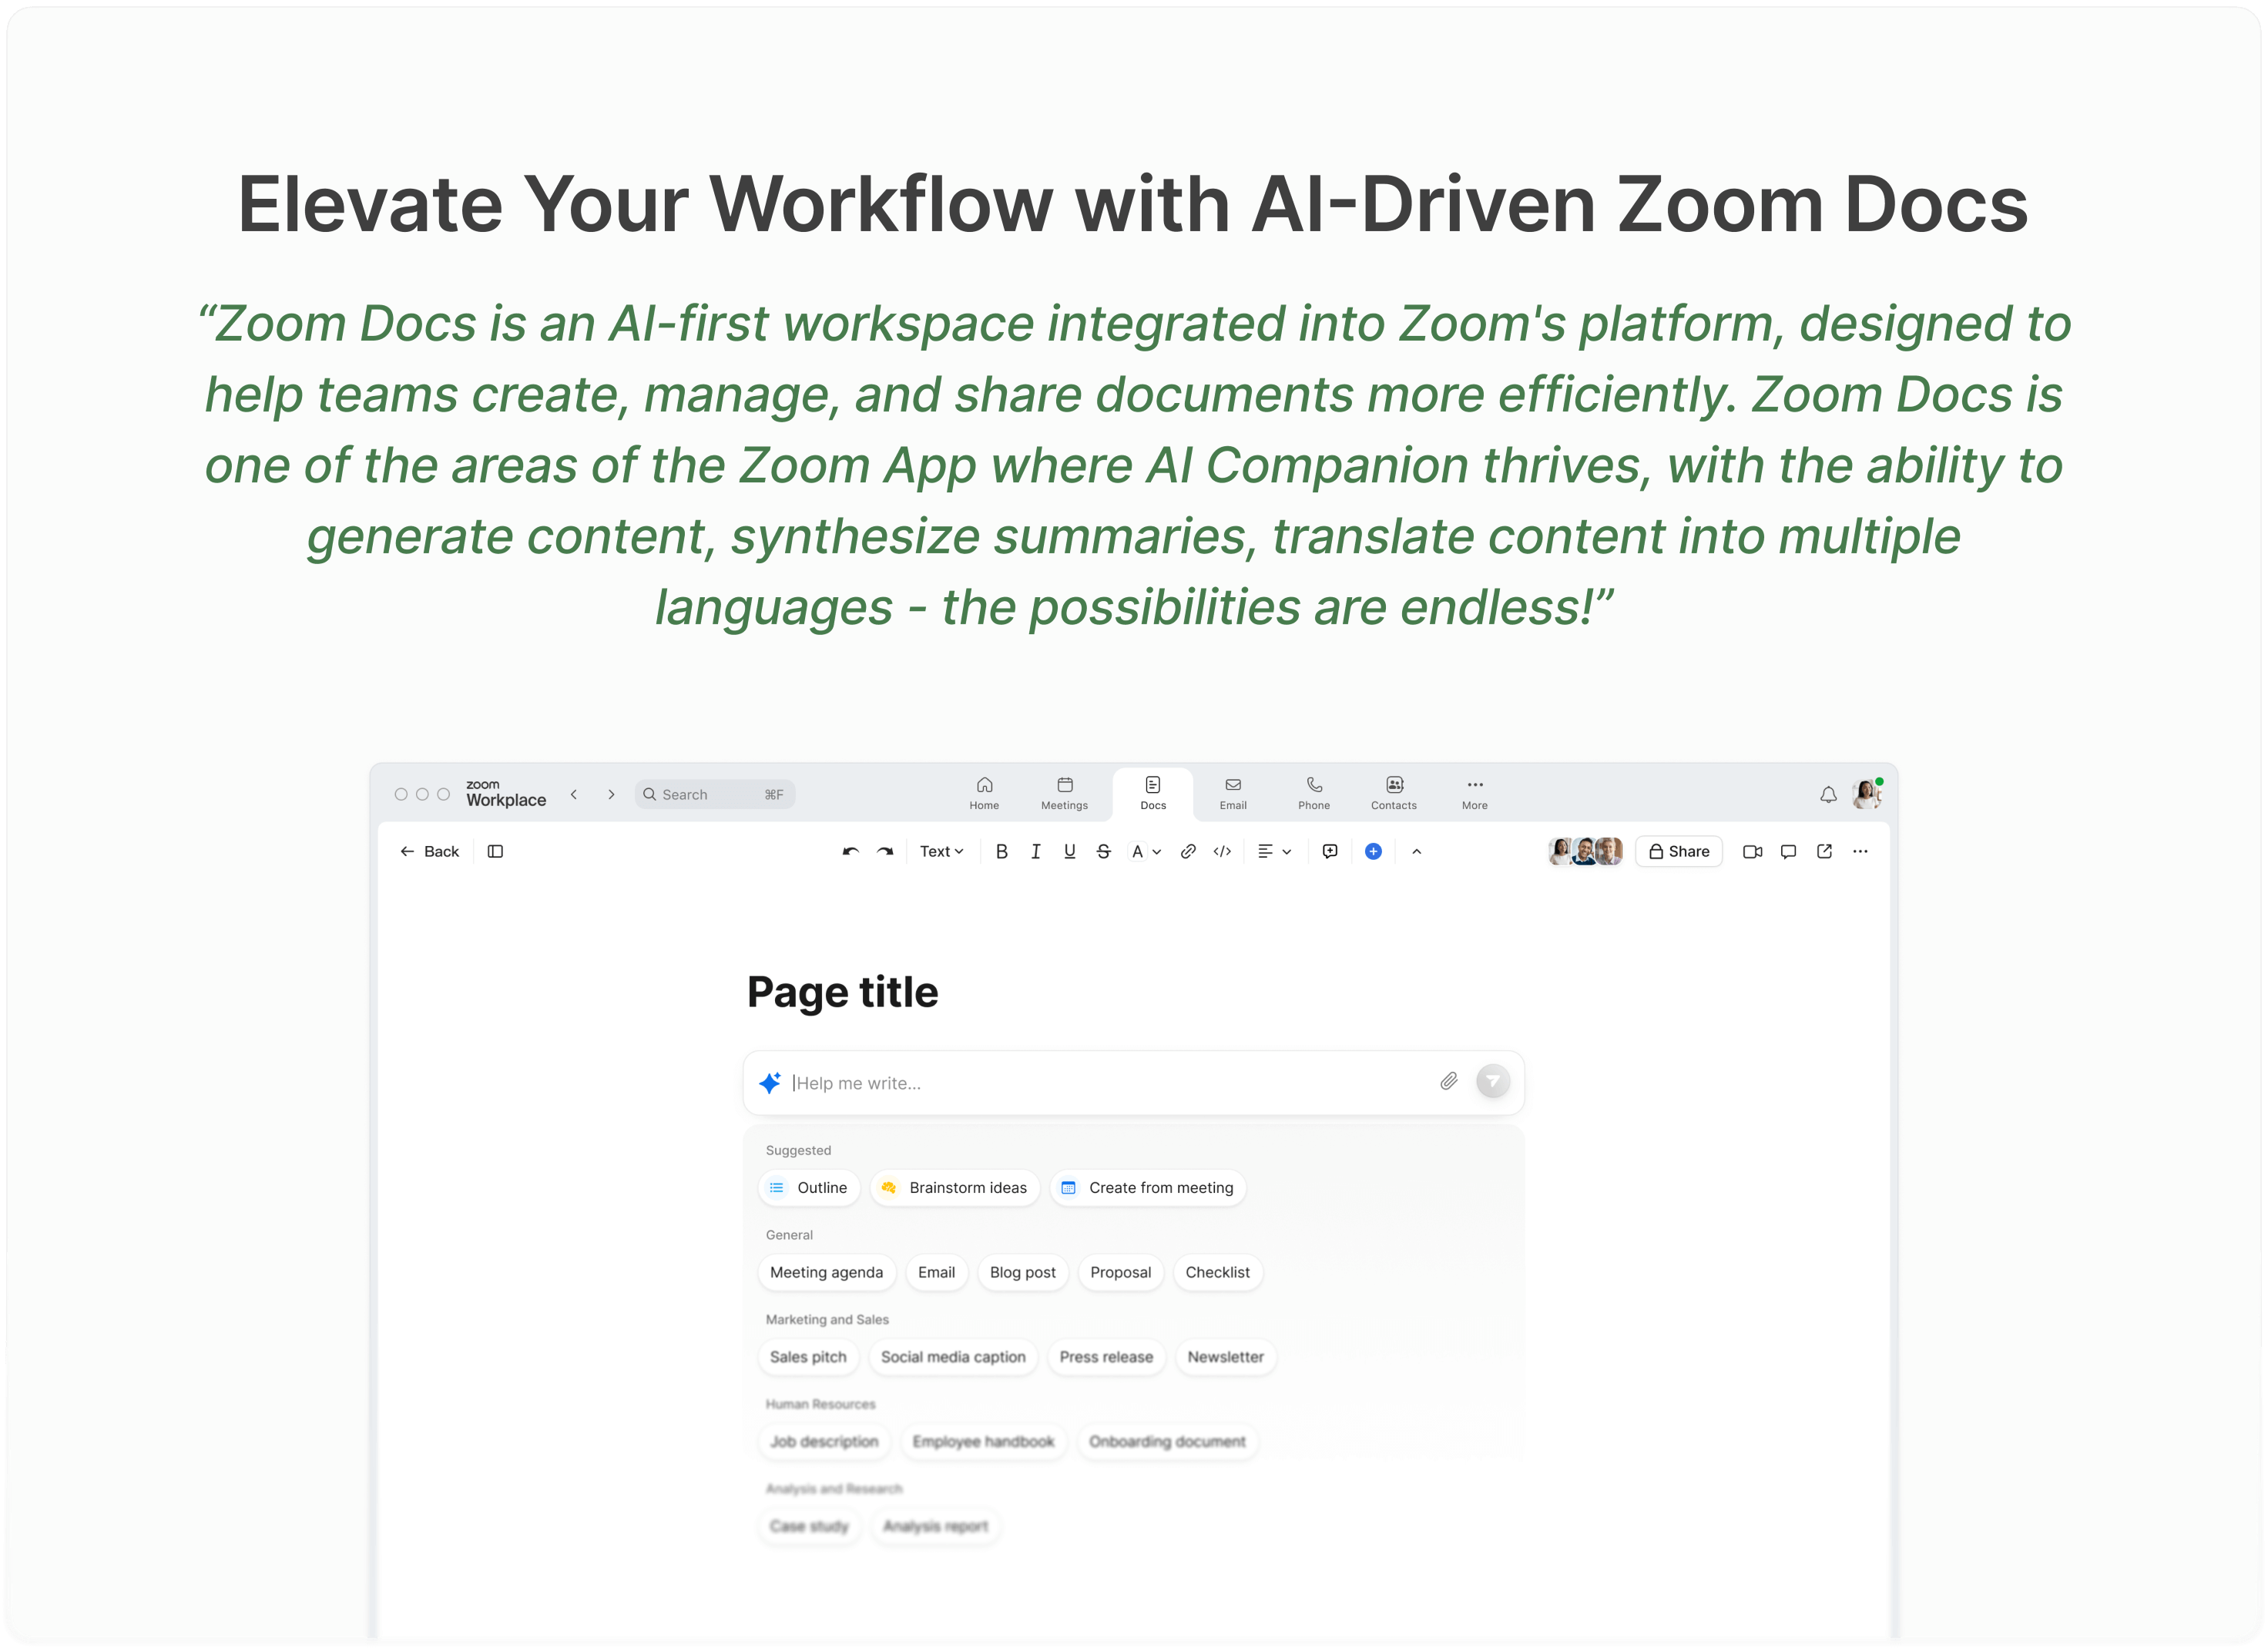 Elevate Your Workflow with AI-Driven Zoom Docs
“Zoom Docs is an AI-first workspace integrated into Zoom's platform, designed to
help teams create, manage, and share documents more efficiently. Zoom Docs is
one of the areas of the Zoom App where AI Companion thrives, with the ability to
generate content, synthesize summaries, translate content into multiple
languages - the possibilities are endless!”
zoom
Workplace
Search ⌘F
Home Meetings Docs Email Phone Contacts More
Back Text B I U S A </> Share
Page title
Help me write...
Suggested
Outline Brainstorm ideas Create from meeting
General
Meeting agenda Email Blog post Proposal Checklist
Marketing and Sales
Sales pitch Social media caption Press release Newsletter
Human Resources
Job description Employee handbook Onboarding document
Analysis and Research
Case study Analysis report